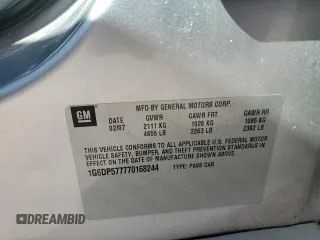 MFD BY GENERAL MOTORS CORP.
GM
DATE GVWR GAWR FRT GAWR RR
02/07 2111 KG 1026 KG 1085 KG
4655 LB 2263 LB 2392 LB
THIS VEHICLE CONFORMS TO ALL APPLICABLE U.S. FEDERAL MOTOR
VEHICLE SAFETY, BUMPER, AND THEFT PREVENTION STANDARDS IN
EFFECT ON THE DATE OF MANUFACTURE SHOWN ABOVE.
1G6DP577770168244 TYPE: PASS CAR
DREAMBID